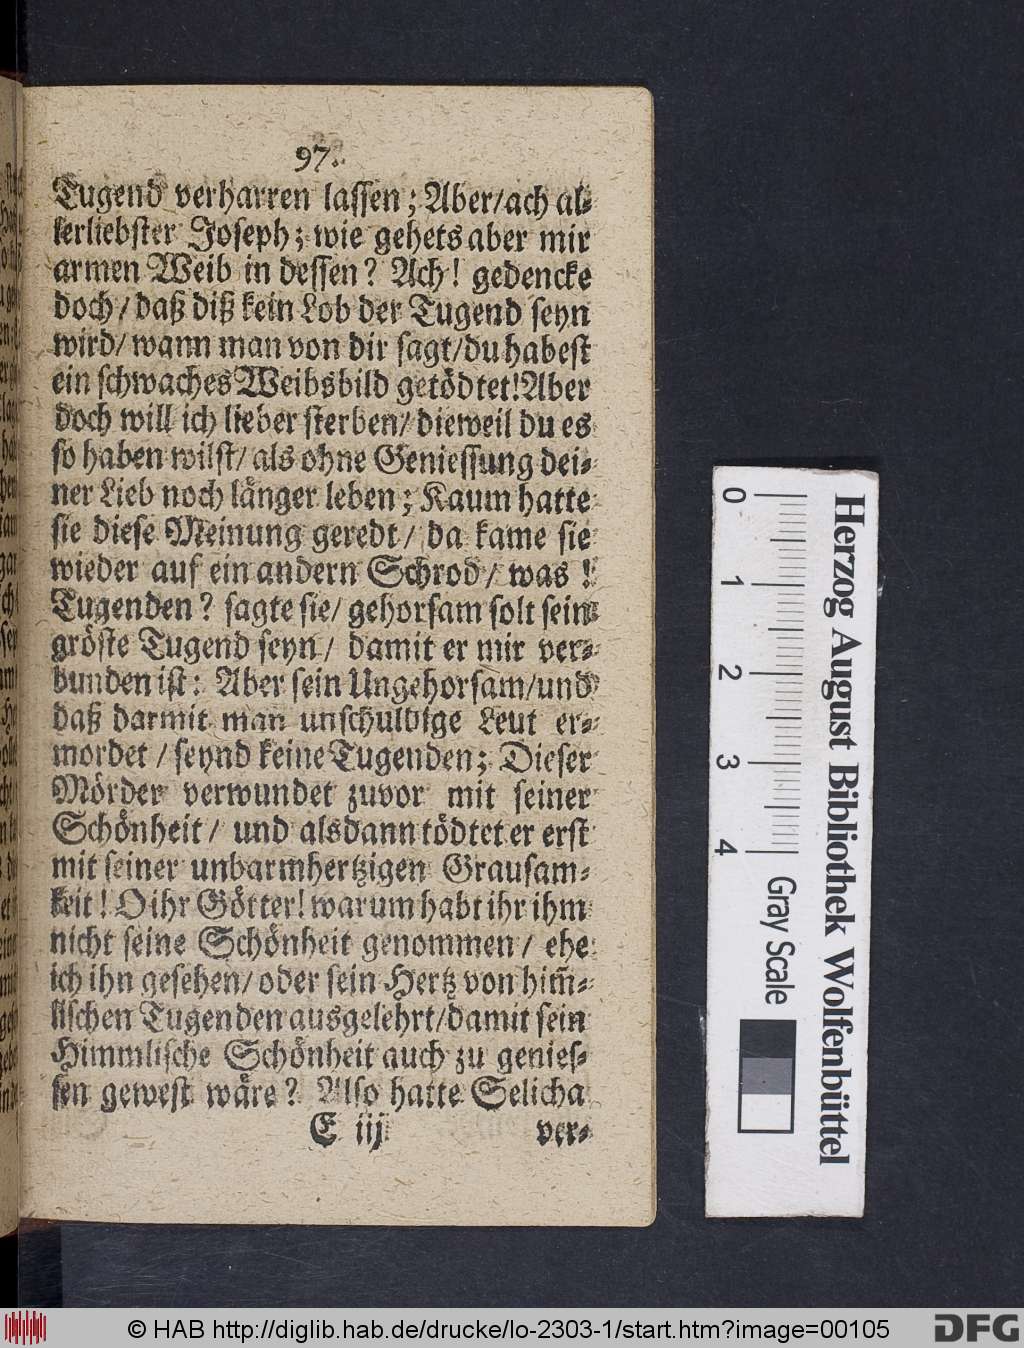 97.
Tugend verharren lassen; Aber/ach al-
lerliebster Joseph; wie gehets aber mir
armen Weib in dessen? Ach! gedencke
doch/ daß diß kein Lob der Tugend seyn
wird/ wann man von dir sagt/du habest
ein schwaches Weibsbild getödtet!Aber
doch will ich lieber sterben/ dieweil du es
so haben wilst/ als ohne Geniessung dei-
ner Lieb noch länger leben; Kaum hatte
sie diese Meinung geredt/ da kame sie
wieder auf ein andern Schrod/ was!
Tugenden? sagte sie/ gehorsam solt sein
gröste Tugend seyn/ damit er mir ver-
bunden ist: Aber sein Ungehorsam/und
daß darmit man unschuldige Leut er-
mordet/ seynd keine Tugenden; Dieser
Mörder verwundet zuvor mit seiner
Schönheit/ und alsdann tödtet er erst
mit seiner unbarmhertzigen Grausam-
keit! O ihr Götter! warum habt ihr ihm
nicht seine Schönheit genommen/ ehe
ich ihn gesehen/ oder sein Hertz von him̃-
lischen Tugenden ausgelehrt/damit sein
Himmlische Schönheit auch zu genies-
sen gewest wäre? Also hatte Selicha
E iij ver-
0 1 2 3 4
Gray Scale
Herzog August Bibliothek Wolfenbüttel
© HAB http://diglib.hab.de/drucke/lo-2303-1/start.htm?image=00105
DFG